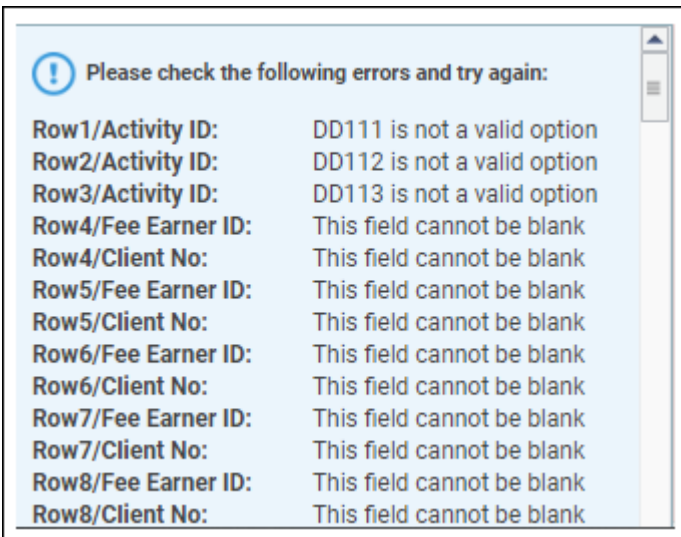 Please check the following errors and try again:
Row1/Activity ID: DD111 is not a valid option
Row2/Activity ID: DD112 is not a valid option
Row3/Activity ID: DD113 is not a valid option
Row4/Fee Earner ID: This field cannot be blank
Row4/Client No: This field cannot be blank
Row5/Fee Earner ID: This field cannot be blank
Row5/Client No: This field cannot be blank
Row6/Fee Earner ID: This field cannot be blank
Row6/Client No: This field cannot be blank
Row7/Fee Earner ID: This field cannot be blank
Row7/Client No: This field cannot be blank
Row8/Fee Earner ID: This field cannot be blank
Row8/Client No: This field cannot be blank